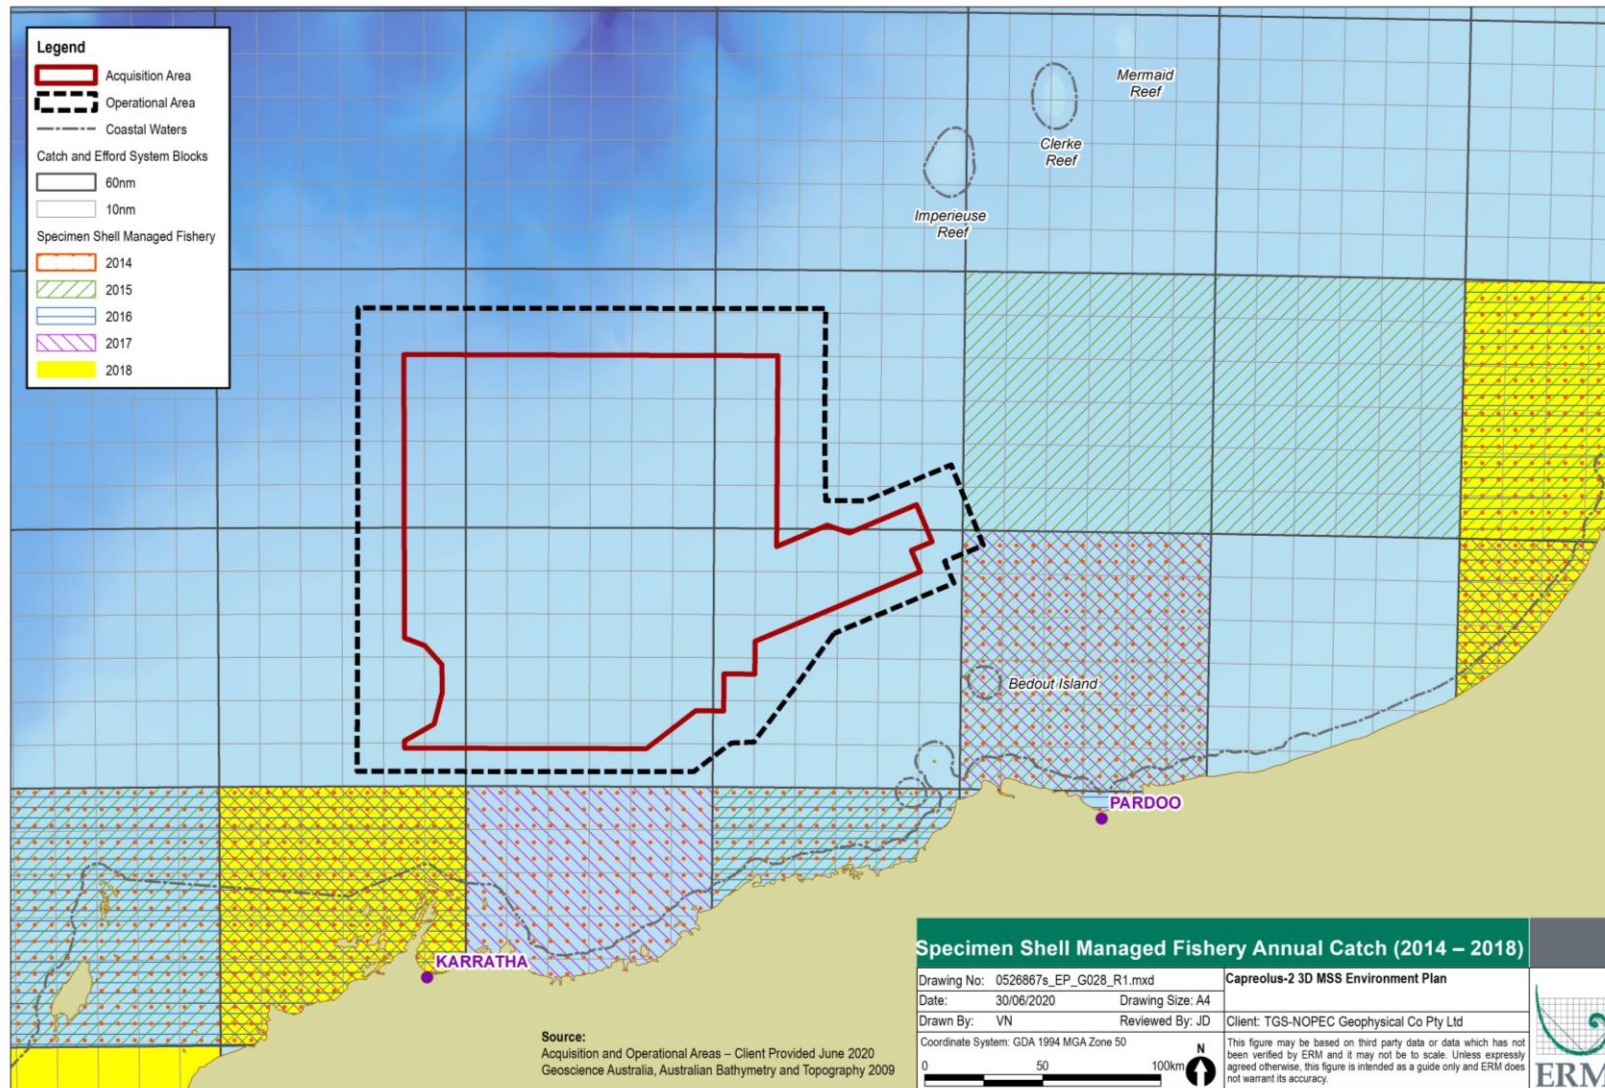 Legend
Acquisition Area
Operational Area
Coastal Waters
Catch and Efford System Blocks
60nm
10nm
Specimen Shell Managed Fishery
2014
2015
2016
2017
2018
Mermaid
Reef
Clerke
Reef
Imperieuse
Reef
Bedout Island
PARDOO
KARRATHA
Source:
Acquisition and Operational Areas – Client Provided June 2020
Geoscience Australia, Australian Bathymetry and Topography 2009
Specimen Shell Managed Fishery Annual Catch (2014 – 2018)
Drawing No: 0526867s_EP_G028_R1.mxd
Date: 30/06/2020 Drawing Size: A4
Drawn By: VN Reviewed By: JD
Coordinate System: GDA 1994 MGA Zone 50
0 50 100km
N
Capreolus-2 3D MSS Environment Plan
Client: TGS-NOPEC Geophysical Co Pty Ltd
This figure may be based on third party data or data which has not
been verified by ERM and it may not be to scale. Unless expressly
agreed otherwise, this figure is intended as a guide only and ERM does
not warrant its accuracy.
ERM